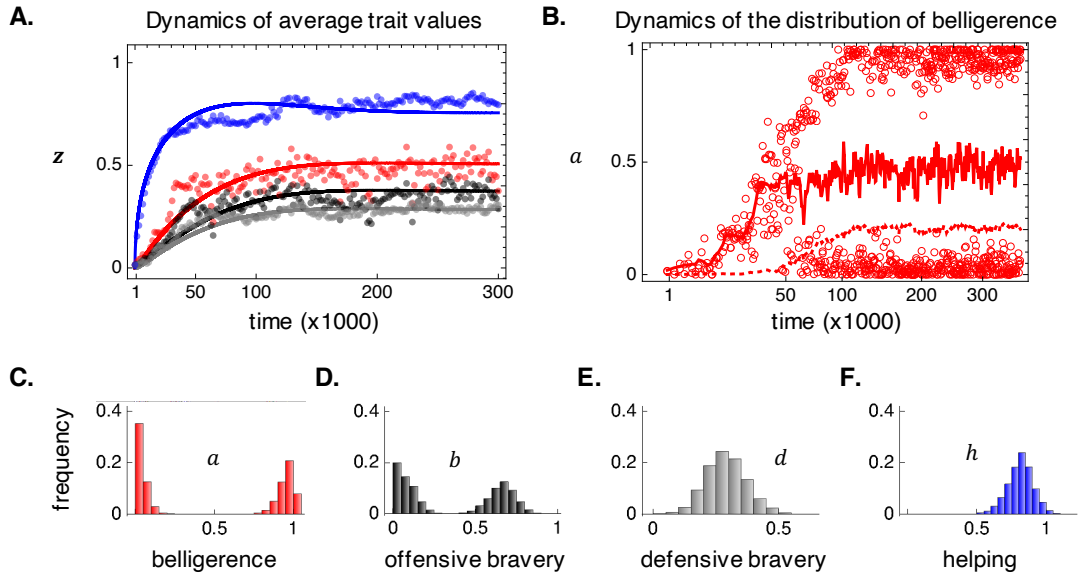 A.
Dynamics of average trait values
1
0.5
0
z
1 50 100 200 300
time (x1000)
B.
Dynamics of the distribution of belligerence
1
0.5
0
a
1 50 100 200 300
time (x1000)
C.
frequency
0.4
0.2
0
a
0.5 1
belligerence
D.
0.4
0.2
0
b
0 0.5 1
offensive bravery
E.
0.4
0.2
0
d
0 0.5
defensive bravery
F.
0.4
0.2
0
h
0.5 1
helping